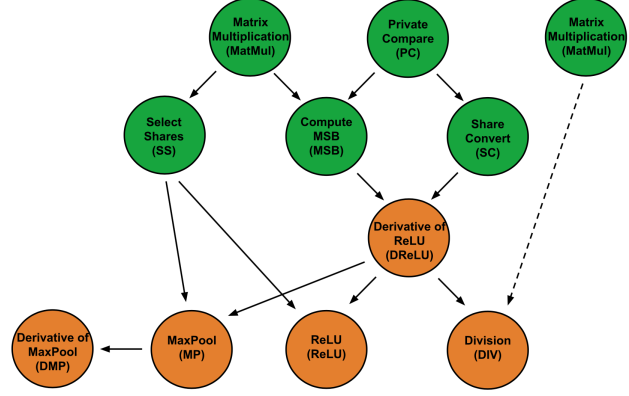 Matrix
Multiplication
(MatMul)
Private
Compare
(PC)
Matrix
Multiplication
(MatMul)
Select
Shares
(SS)
Compute
MSB
(MSB)
Share
Convert
(SC)
Derivative of
ReLU
(DReLU)
Derivative of
MaxPool
(DMP)
MaxPool
(MP)
ReLU
(ReLU)
Division
(DIV)